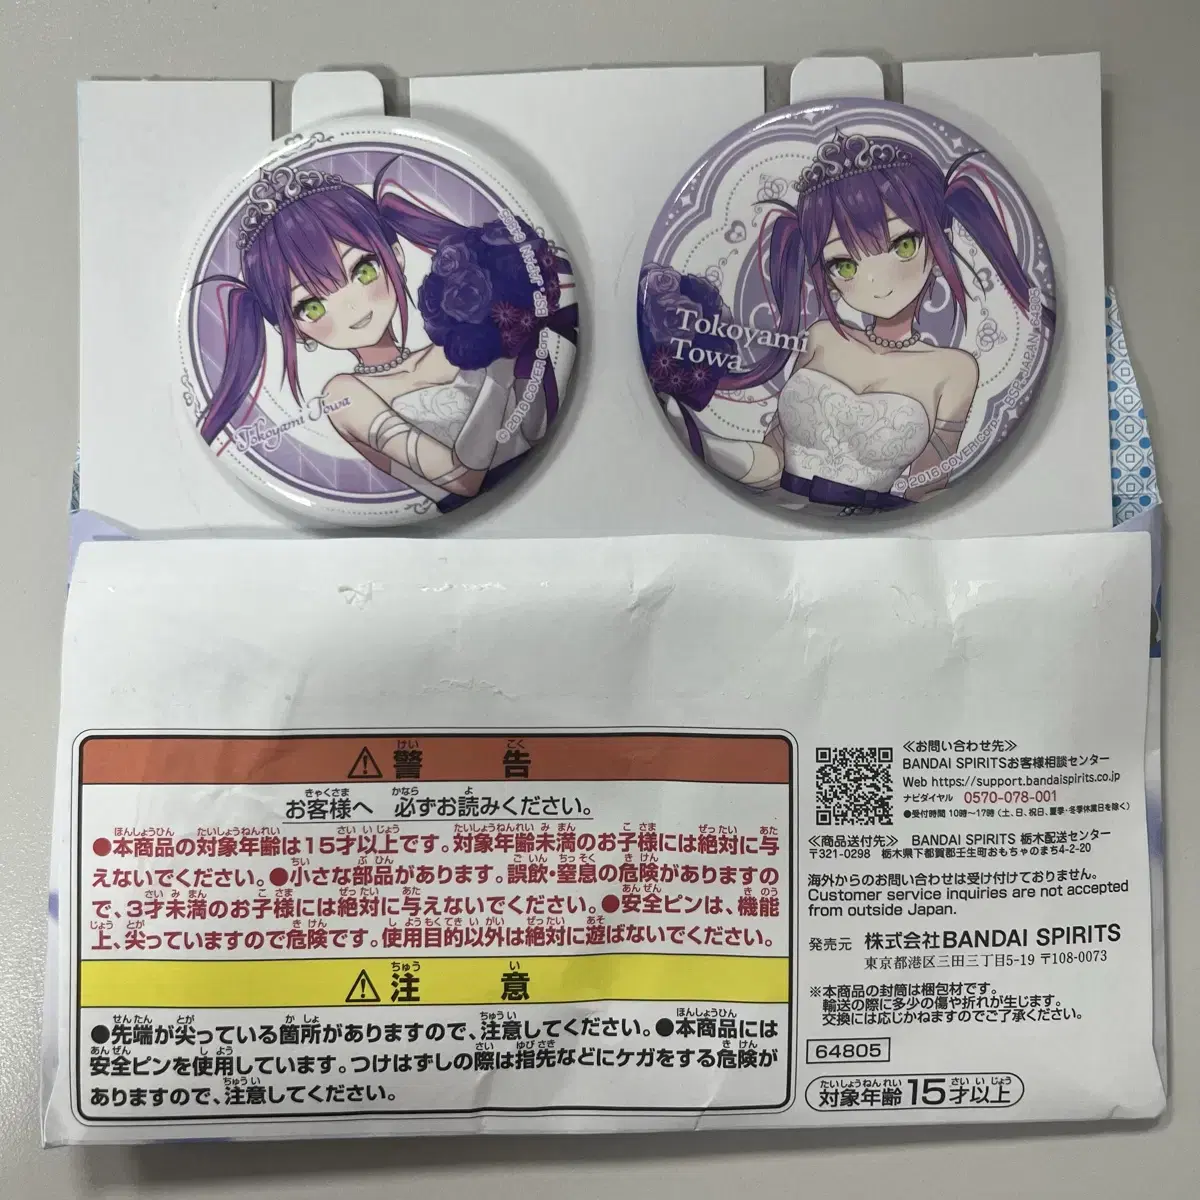 Tokoyami Towa
© 2016 COVER Corp.
BSP. JAPAN 64805
Tokoyami
Towa
© 2016 COVER Corp.
BSP. JAPAN 64805
警告
お客様へ 必ずお読みください。
●本商品の対象年齢は15才以上です。対象年齢未満のお子様には絶対に与
えないでください。●小さな部品があります。誤飲・窒息の危険がありますの
で、3才未満のお子様には絶対に与えないでください。●安全ピンは、機能
上、尖っていますので危険です。使用目的以外は絶対に遊ばないでください。
注意
●先端が尖っている箇所がありますので、注意してください。●本商品には
安全ピンを使用しています。つけはずしの際は指先などにケガをする危険が
ありますので、注意してください。
≪お問い合わせ先≫
BANDAI SPIRITSお客様相談センター
Web https://support.bandaispirits.co.jp
ナビダイヤル 0570-078-001
●受付時間 10時〜17時（土、日、祝日、夏季・冬季休業日を除く）
≪商品送付先≫ BANDAI SPIRITS 栃木配送センター
〒321-0298 栃木県下都賀郡壬生町おもちゃのまち4-2-20
海外からのお問い合わせは受け付けておりません。
Customer service inquiries are not accepted
from outside Japan.
発売元 株式会社BANDAI SPIRITS
東京都港区三田三丁目5-19 〒108-0073
※本商品の封筒は梱包材です。
輸送の際に多少の傷や折れが生じます。
交換には応じかねますのでご了承ください。
64805
対象年齢 15才以上